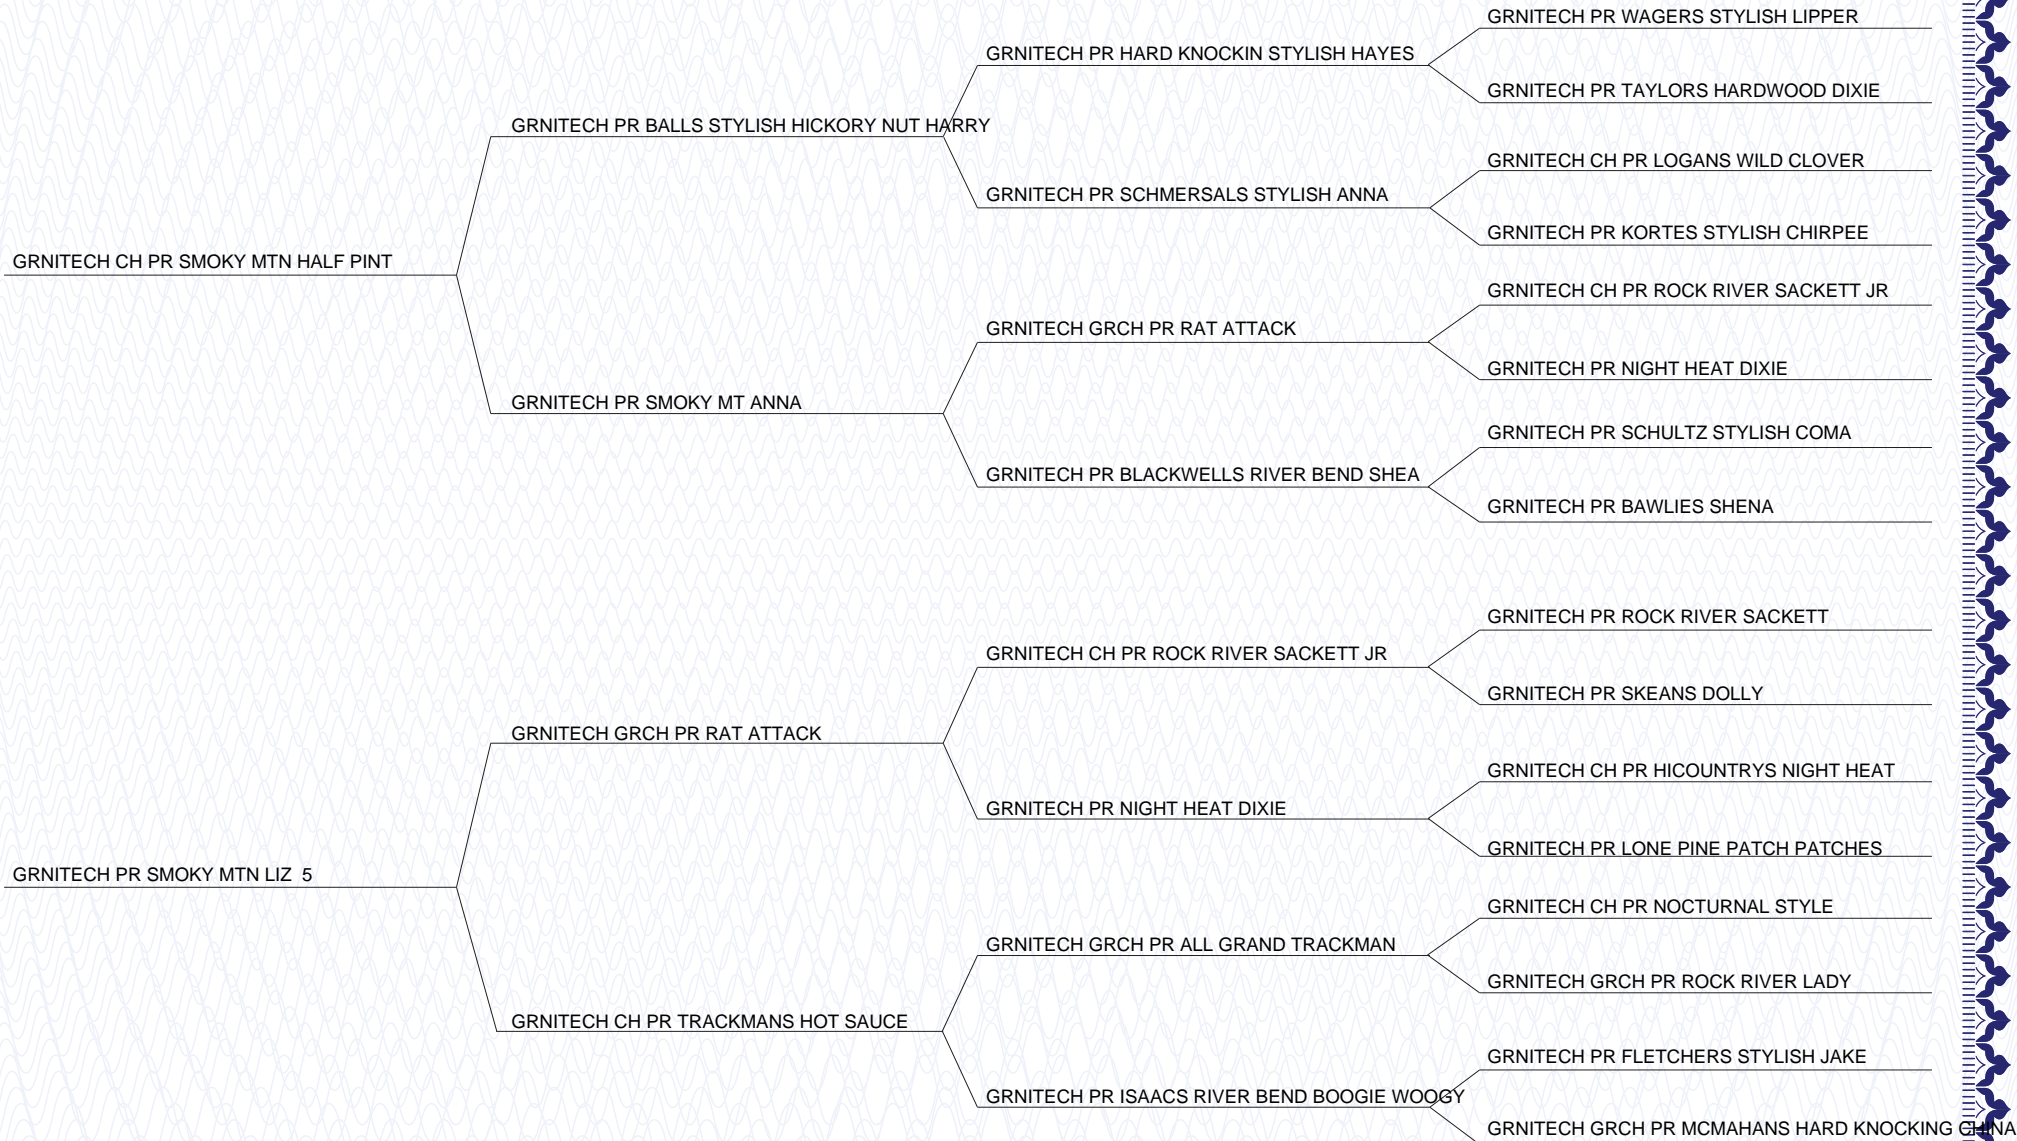 GRNITECH PR WAGERS STYLISH LIPPER
GRNITECH PR HARD KNOCKIN STYLISH HAYES
GRNITECH PR TAYLORS HARDWOOD DIXIE
GRNITECH PR BALLS STYLISH HICKORY NUT HARRY
GRNITECH CH PR LOGANS WILD CLOVER
GRNITECH PR SCHMERSALS STYLISH ANNA
GRNITECH PR KORTES STYLISH CHIRPEE
GRNITECH CH PR SMOKY MTN HALF PINT
GRNITECH CH PR ROCK RIVER SACKETT JR
GRNITECH GRCH PR RAT ATTACK
GRNITECH PR NIGHT HEAT DIXIE
GRNITECH PR SMOKY MT ANNA
GRNITECH PR SCHULTZ STYLISH COMA
GRNITECH PR BLACKWELLS RIVER BEND SHEA
GRNITECH PR BAWLIES SHENA
GRNITECH PR ROCK RIVER SACKETT
GRNITECH CH PR ROCK RIVER SACKETT JR
GRNITECH PR SKEANS DOLLY
GRNITECH GRCH PR RAT ATTACK
GRNITECH CH PR HICOUNTRYS NIGHT HEAT
GRNITECH PR NIGHT HEAT DIXIE
GRNITECH PR LONE PINE PATCH PATCHES
GRNITECH PR SMOKY MTN LIZ 5
GRNITECH CH PR NOCTURNAL STYLE
GRNITECH GRCH PR ALL GRAND TRACKMAN
GRNITECH GRCH PR ROCK RIVER LADY
GRNITECH CH PR TRACKMANS HOT SAUCE
GRNITECH PR FLETCHERS STYLISH JAKE
GRNITECH PR ISAACS RIVER BEND BOOGIE WOOGY
GRNITECH GRCH PR MCMAHANS HARD KNOCKING CHINA